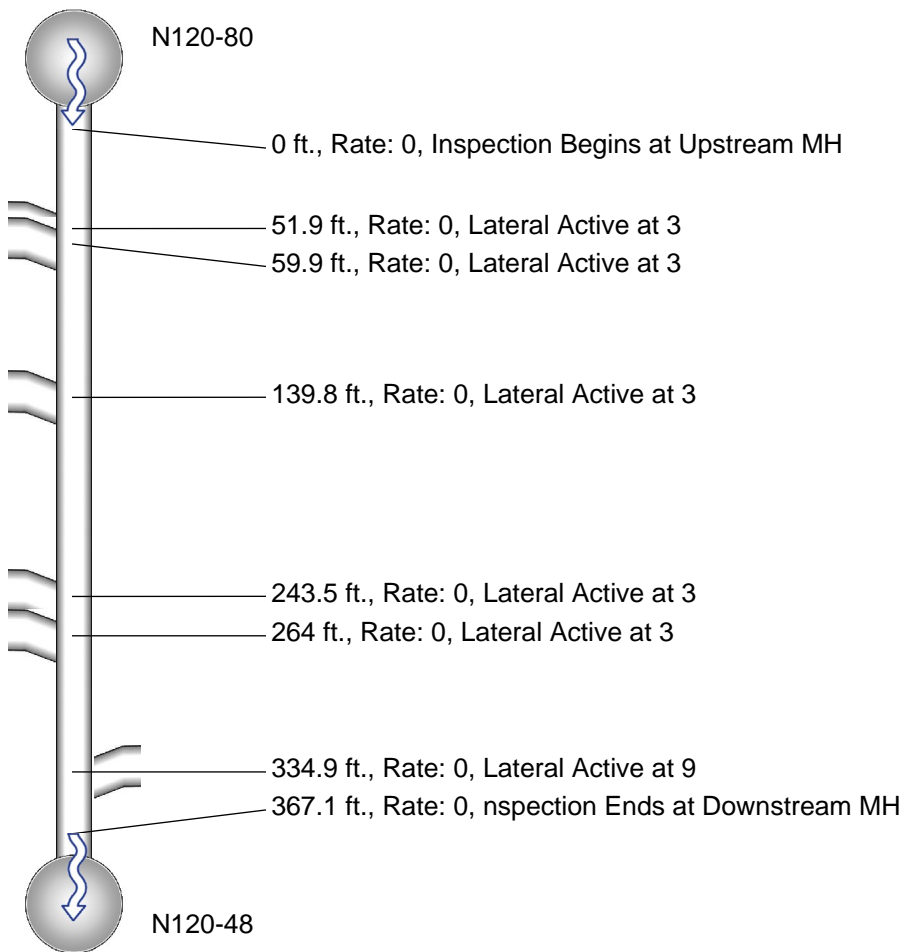 N120-80
0 ft., Rate: 0, Inspection Begins at Upstream MH
51.9 ft., Rate: 0, Lateral Active at 3
59.9 ft., Rate: 0, Lateral Active at 3
139.8 ft., Rate: 0, Lateral Active at 3
243.5 ft., Rate: 0, Lateral Active at 3
264 ft., Rate: 0, Lateral Active at 3
334.9 ft., Rate: 0, Lateral Active at 9
367.1 ft., Rate: 0, nspection Ends at Downstream MH
N120-48